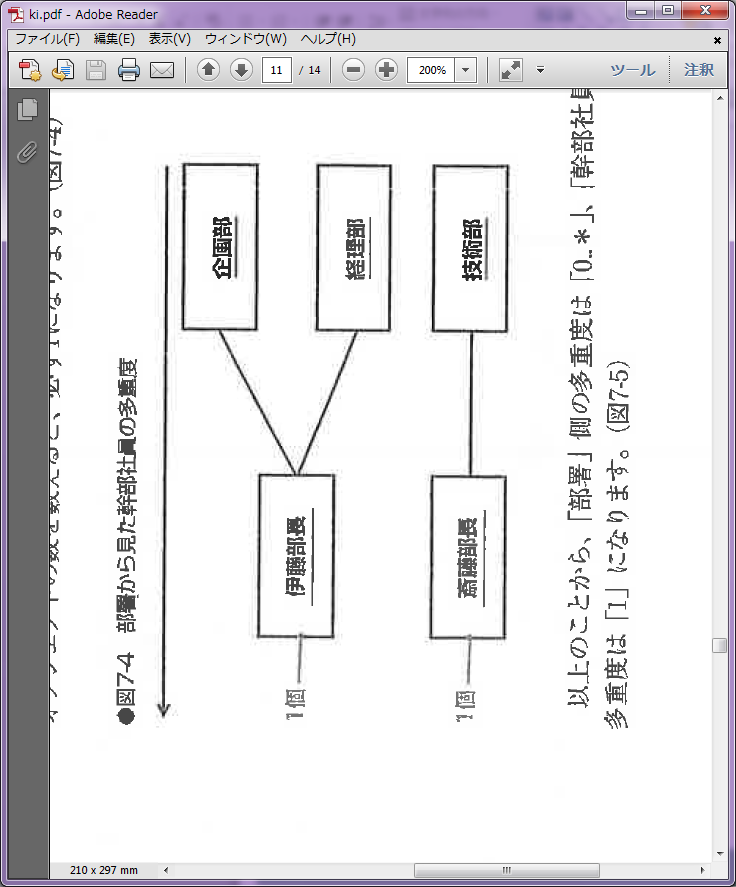 ki.pdf - Adobe Reader
ファイル(F) 編集(E) 表示(V) ウィンドウ(W) ヘルプ(H)
11 / 14
200%
ツール
注釈
の数を数えると、必ず1になります。(図7-4)
●図7-4 部署から見た幹部社員の多重度
企画部
経理部
技術部
伊藤部長
斎藤部長
1個
1個
以上のことから、「部署」側の多重度は「0..*」、「幹部社員
多重度は「1」になります。(図7-5)
210 x 297 mm